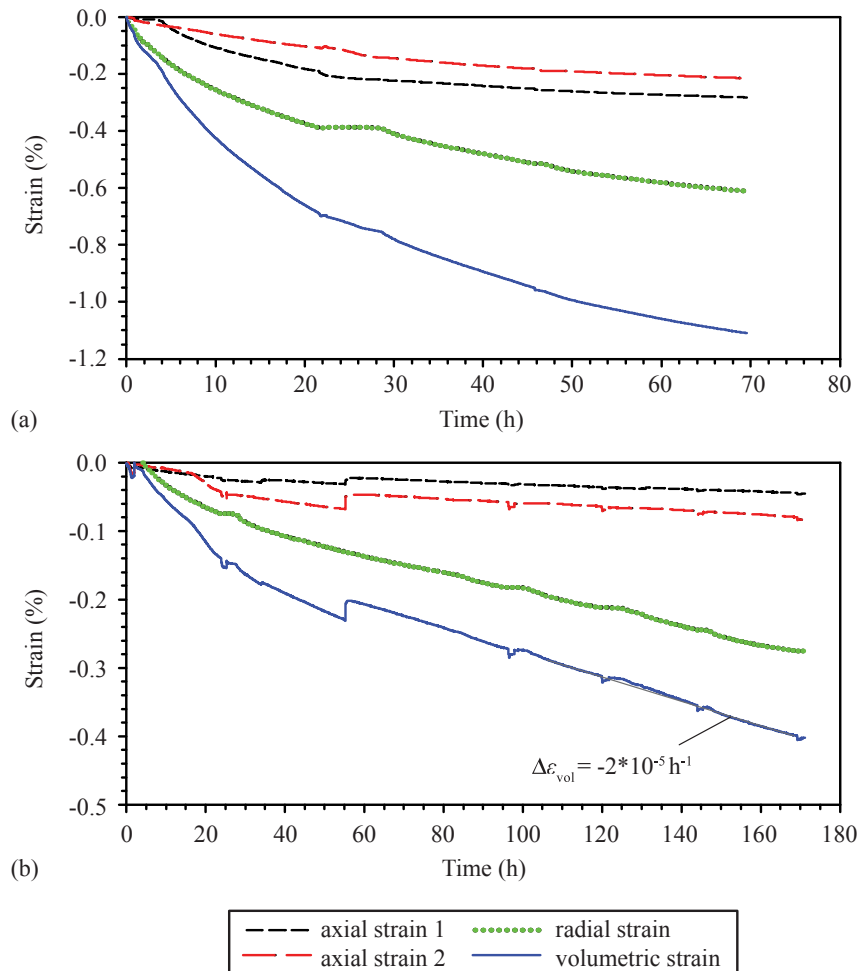 0.0
-0.2
-0.4
-0.6
-0.8
-1.0
-1.2
Strain (%)
0 10 20 30 40 50 60 70 80
Time (h)
(a)
0.0
-0.1
-0.2
-0.3
-0.4
-0.5
Strain (%)
Δε_vol = -2*10⁻⁵ h⁻¹
0 20 40 60 80 100 120 140 160 180
Time (h)
(b)
axial strain 1 radial strain
axial strain 2 volumetric strain